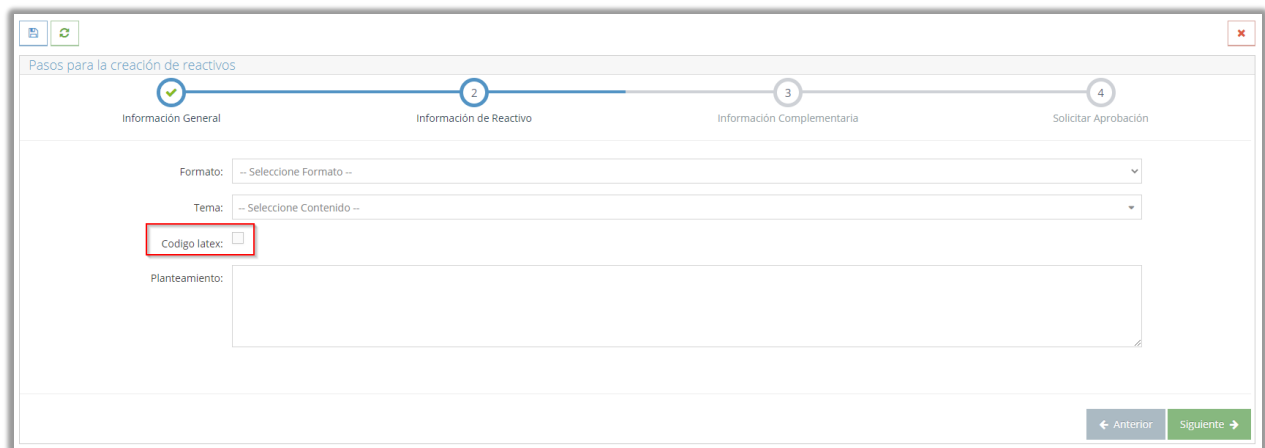 Pasos para la creación de reactivos
2
3
4
Información General
Información de Reactivo
Información Complementaria
Solicitar Aprobación
Formato:
-- Seleccione Formato --
Tema:
-- Seleccione Contenido --
Codigo latex:
Planteamiento:
Anterior
Siguiente